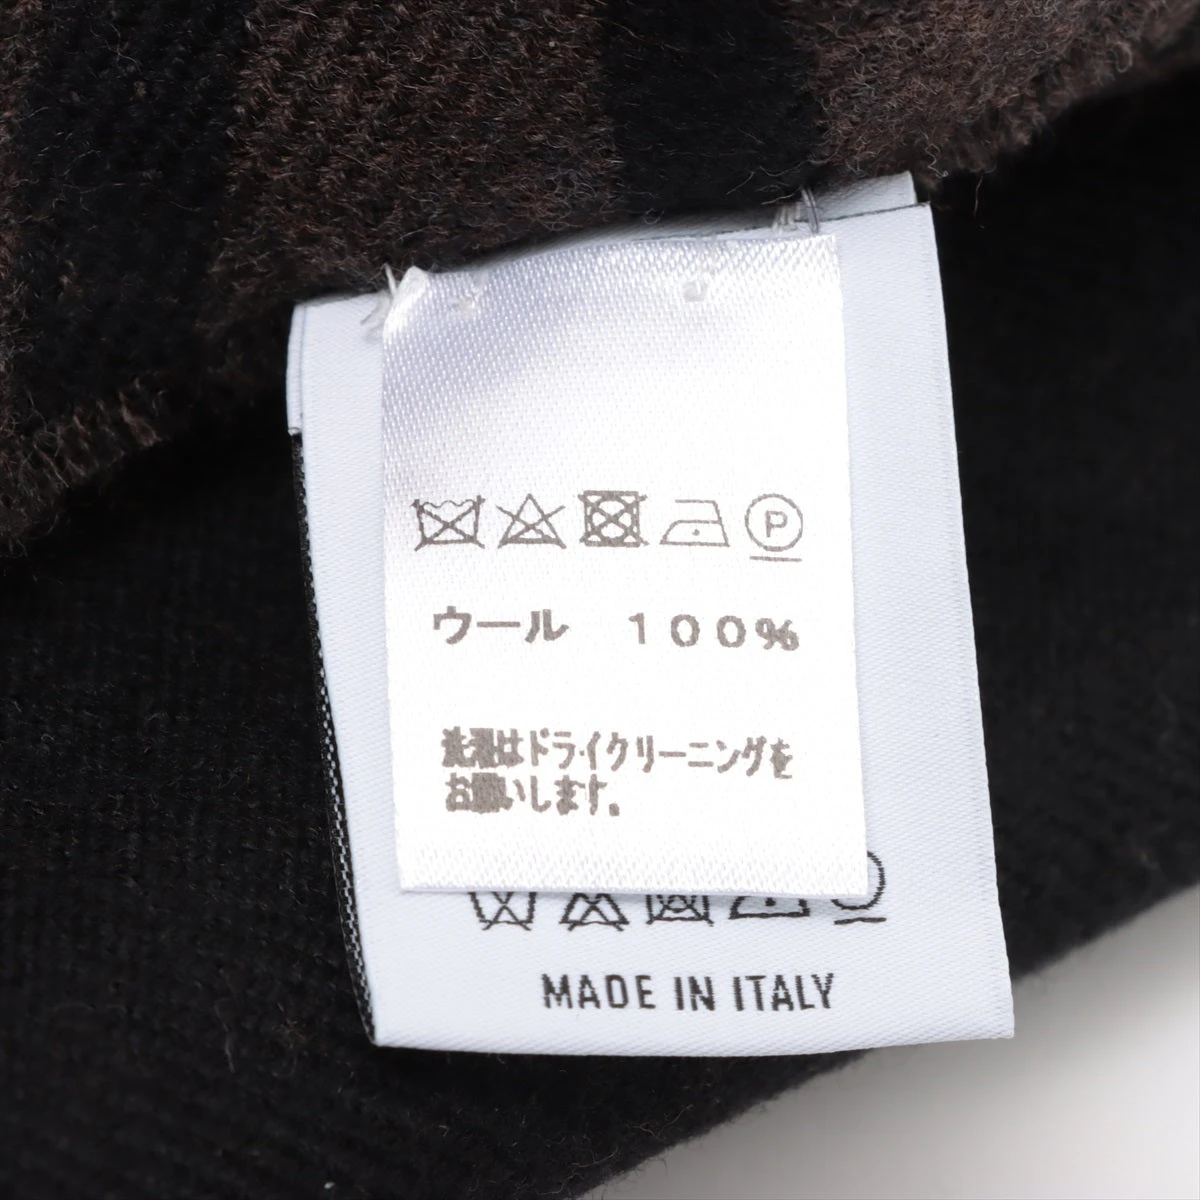 P
ウール 100%
洗濯はドライクリーニングを
お願いします。
MADE IN ITALY